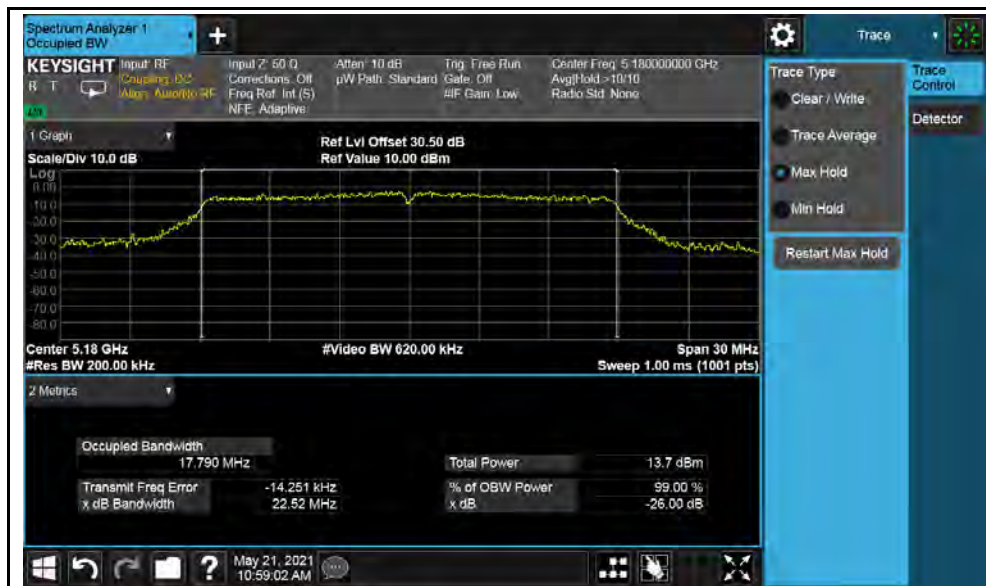 Spectrum Analyzer 1
Occupied BW
Trace
KEYSIGHT Input: RF Input Z: 50 Ω Atten: 10 dB Trig: Free Run Center Freq: 5.180000000 GHz
R T Coupling: DC Corrections: Off µW Path: Standard Gate: Off Avg|Hold:>10/10
Align: Auto/No RF Freq Ref: Int (S) #IF Gain: Low Radio Std: None
NFE: Adaptive
1 Graph
Ref Lvl Offset 30.50 dB
Scale/Div 10.0 dB Ref Value 10.00 dBm
Log
0.00
-10.0
-20.0
-30.0
-40.0
-50.0
-60.0
-70.0
-80.0
Center 5.18 GHz #Video BW 620.00 kHz Span 30 MHz
#Res BW 200.00 kHz Sweep 1.00 ms (1001 pts)
2 Metrics
Occupied Bandwidth
17.790 MHz Total Power 13.7 dBm
Transmit Freq Error -14.251 kHz % of OBW Power 99.00 %
x dB Bandwidth 22.52 MHz x dB -26.00 dB
Trace Type
Clear / Write
Trace Average
Max Hold
Min Hold
Restart Max Hold
Trace
Control
Detector
?
May 21, 2021
10:59:02 AM